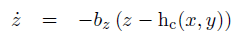 ż = −b_z (z − h_c(x, y))